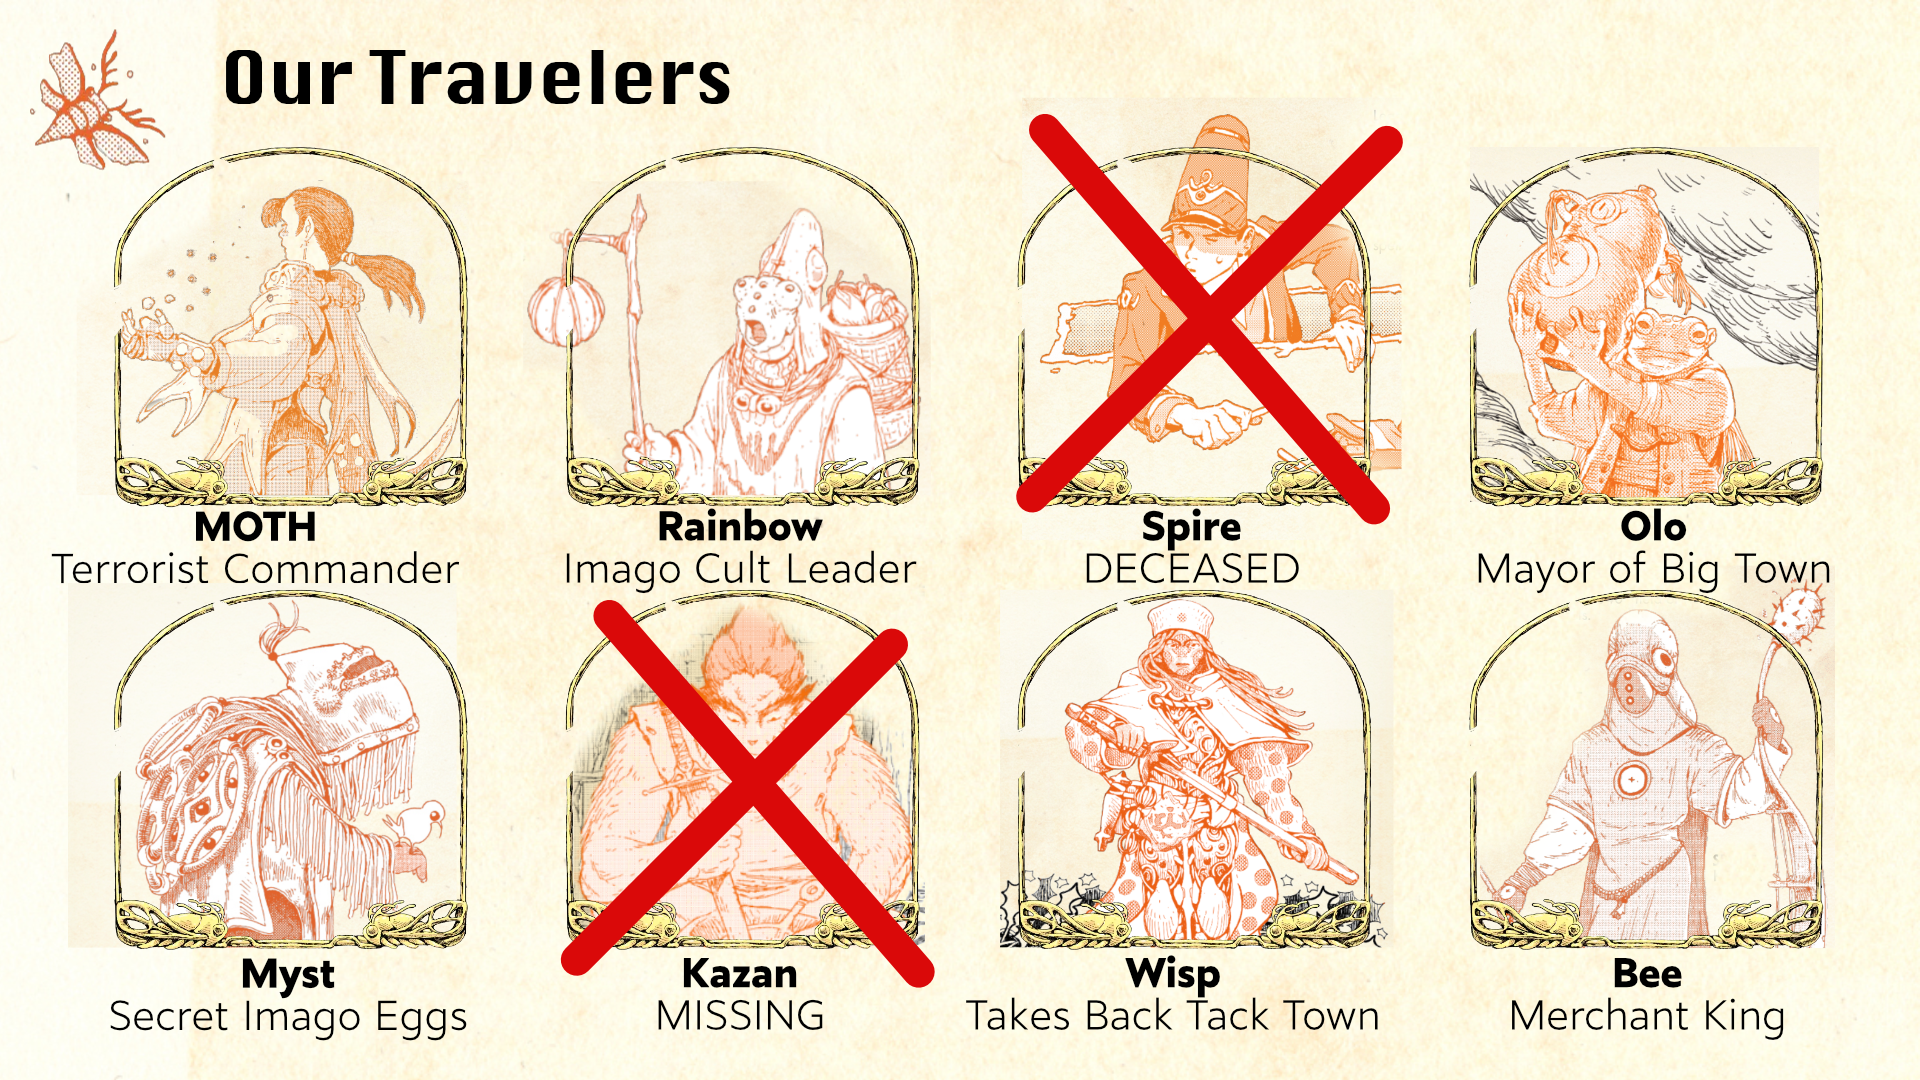 Our Travelers
MOTH
Terrorist Commander
Rainbow
Imago Cult Leader
Spire
DECEASED
Olo
Mayor of Big Town
Myst
Secret Imago Eggs
Kazan
MISSING
Wisp
Takes Back Tack Town
Bee
Merchant King